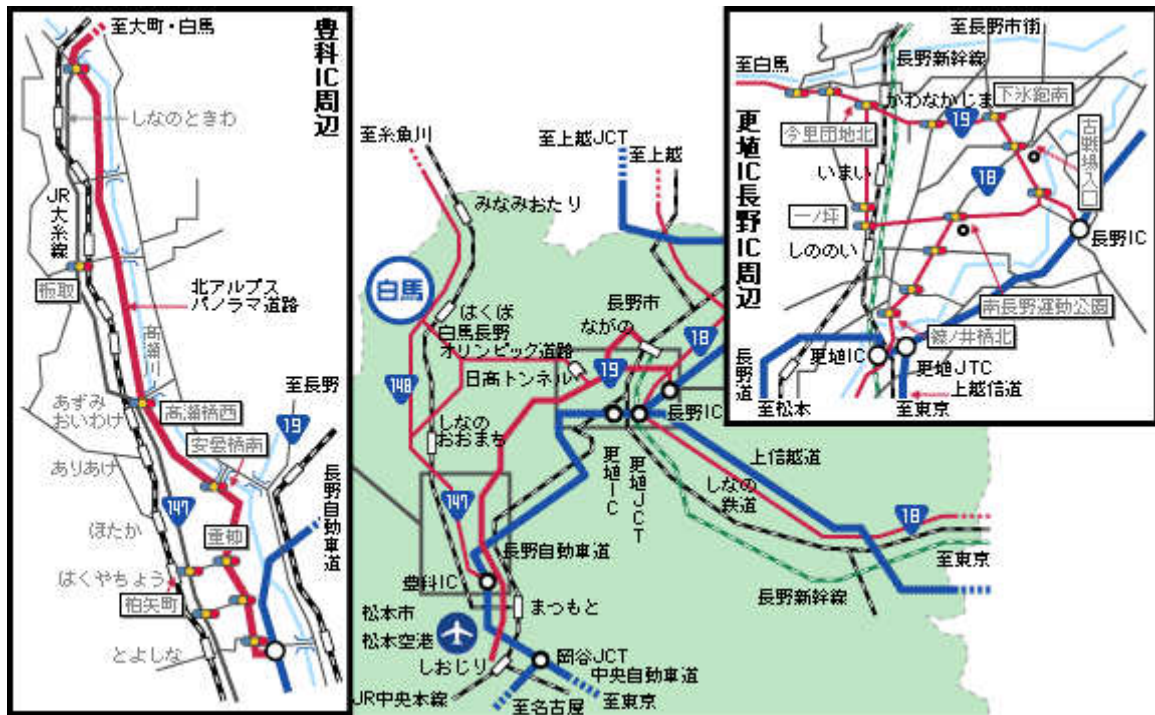 豊科IC周辺
至大町・白馬
しなのときわ
JR大糸線
板取
北アルプス
パノラマ道路
高瀬川
至長野
19
あずみ
おいわけ
高瀬橋西
安曇橋南
ありあけ
147
長野自動車道
ほたか
重柳
はくやちょう
柏矢町
とよしな
至糸魚川
至上越JCT
至上越
みなみおたり
白馬
はくば
白馬長野
オリンピック道路
日高トンネル
長野市
ながの
18
19
148
しなの
おおまち
長野IC
更埴IC
更埴JCT
上信越道
しなの
鉄道
147
18
至東京
長野新幹線
長野自動車道
豊科IC
まつもと
松本市
松本空港
しおじり
岡谷JCT
中央自動車道
JR中央本線
至名古屋
至東京
更埴IC長野IC周辺
至長野市街
長野新幹線
至白馬
かわなかじま
下氷鉋南
19
今里団地北
古戦場入口
いまい
18
一ノ坪
しののい
長野IC
南長野運動公園
篠ノ井橋北
長野道
更埴IC
更埴JTC
上越信道
至松本
至東京